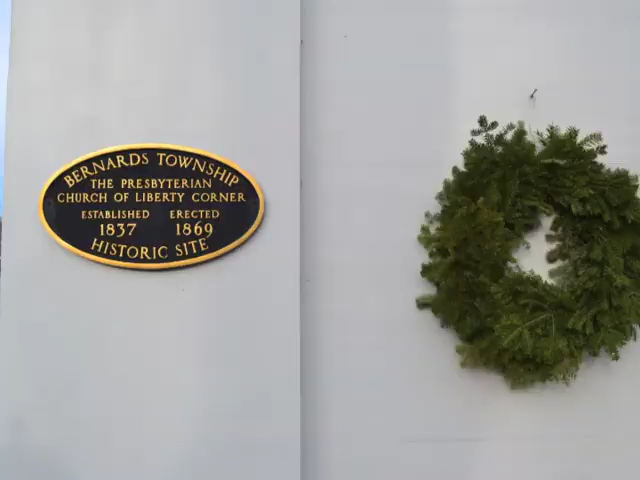 BERNARDS TOWNSHIP
THE PRESBYTERIAN
CHURCH OF LIBERTY CORNER
ESTABLISHED ERECTED
1837 1869
HISTORIC SITE